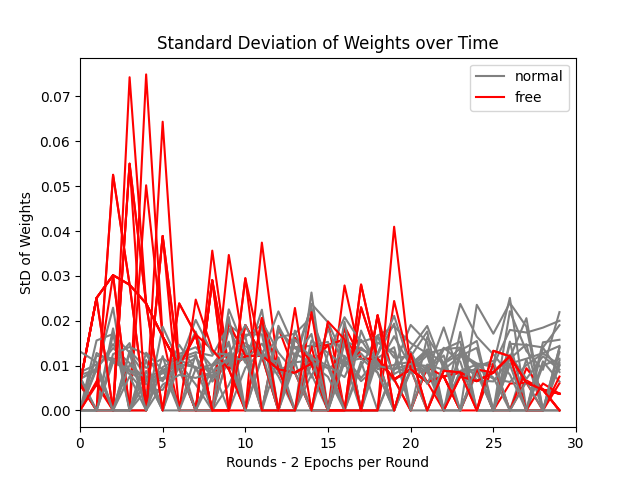 Standard Deviation of Weights over Time
StD of Weights
0.07
0.06
0.05
0.04
0.03
0.02
0.01
0.00
normal
free
0 5 10 15 20 25 30
Rounds - 2 Epochs per Round